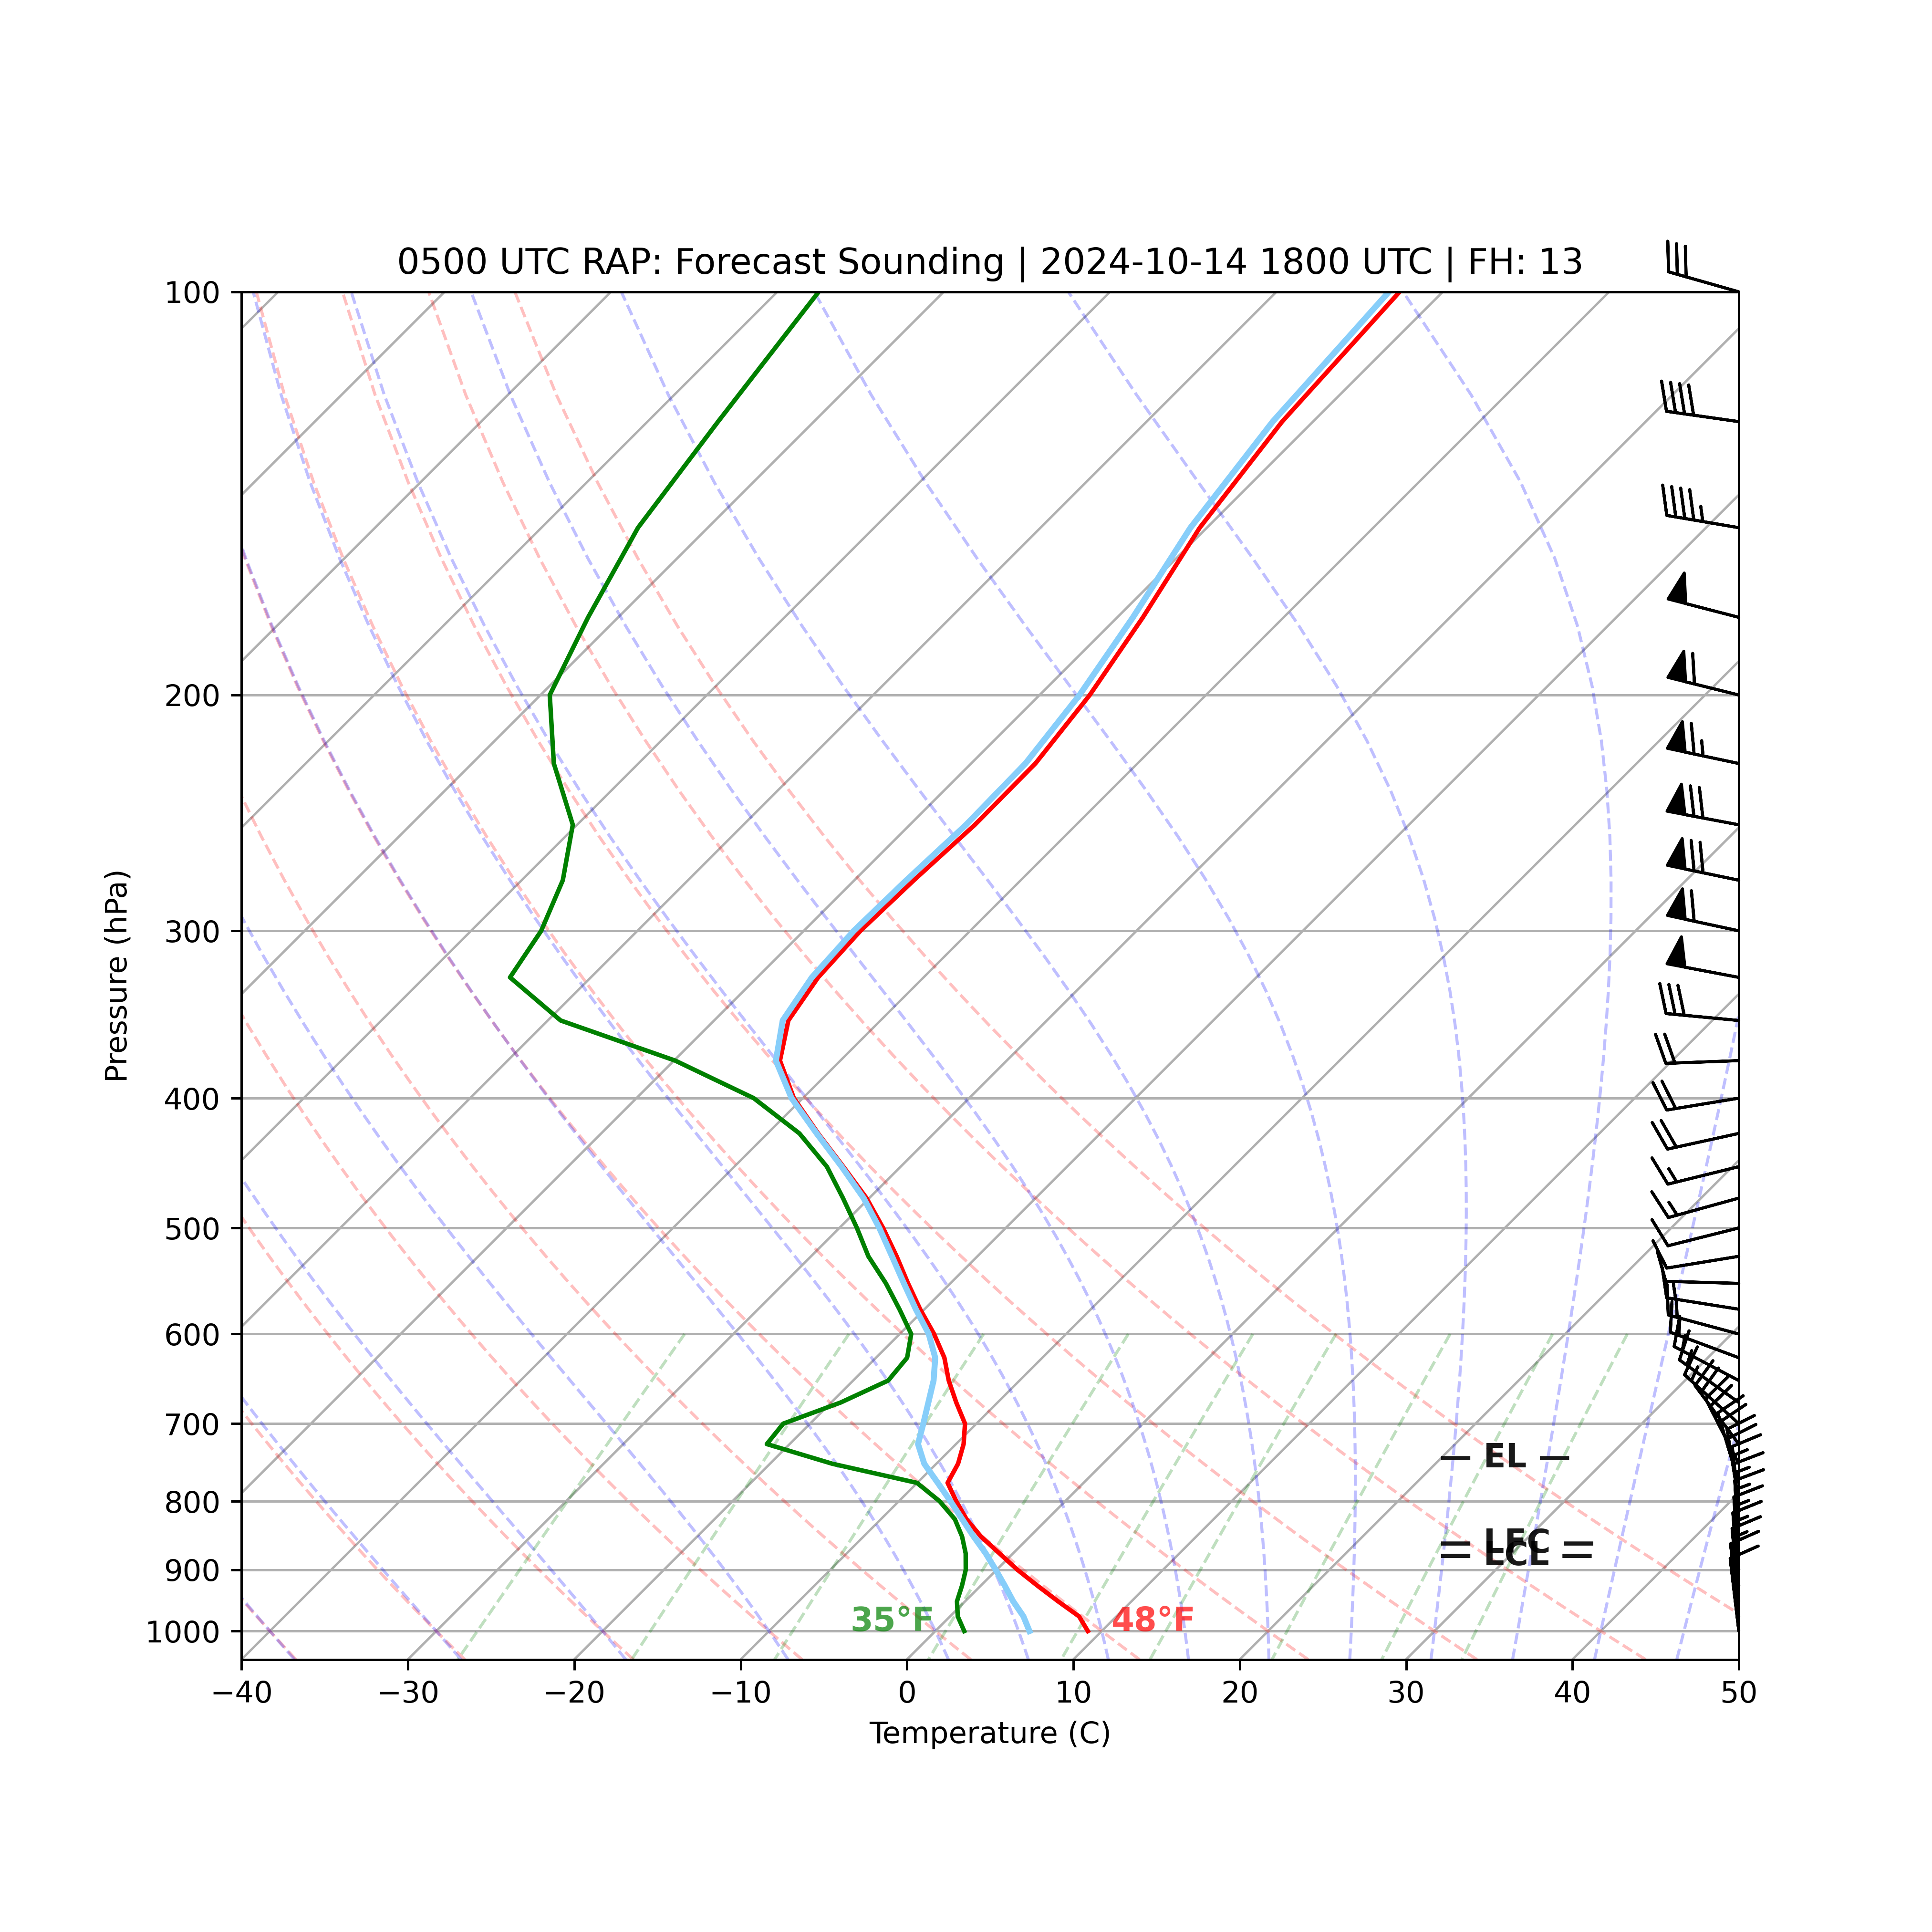 0500 UTC RAP: Forecast Sounding | 2024-10-14 1800 UTC | FH: 13
100
200
300
400
500
600
700
800
900
1000
Pressure (hPa)
— EL —
= LFC =
= LCL =
35°F
48°F
−40 −30 −20 −10 0 10 20 30 40 50
Temperature (C)